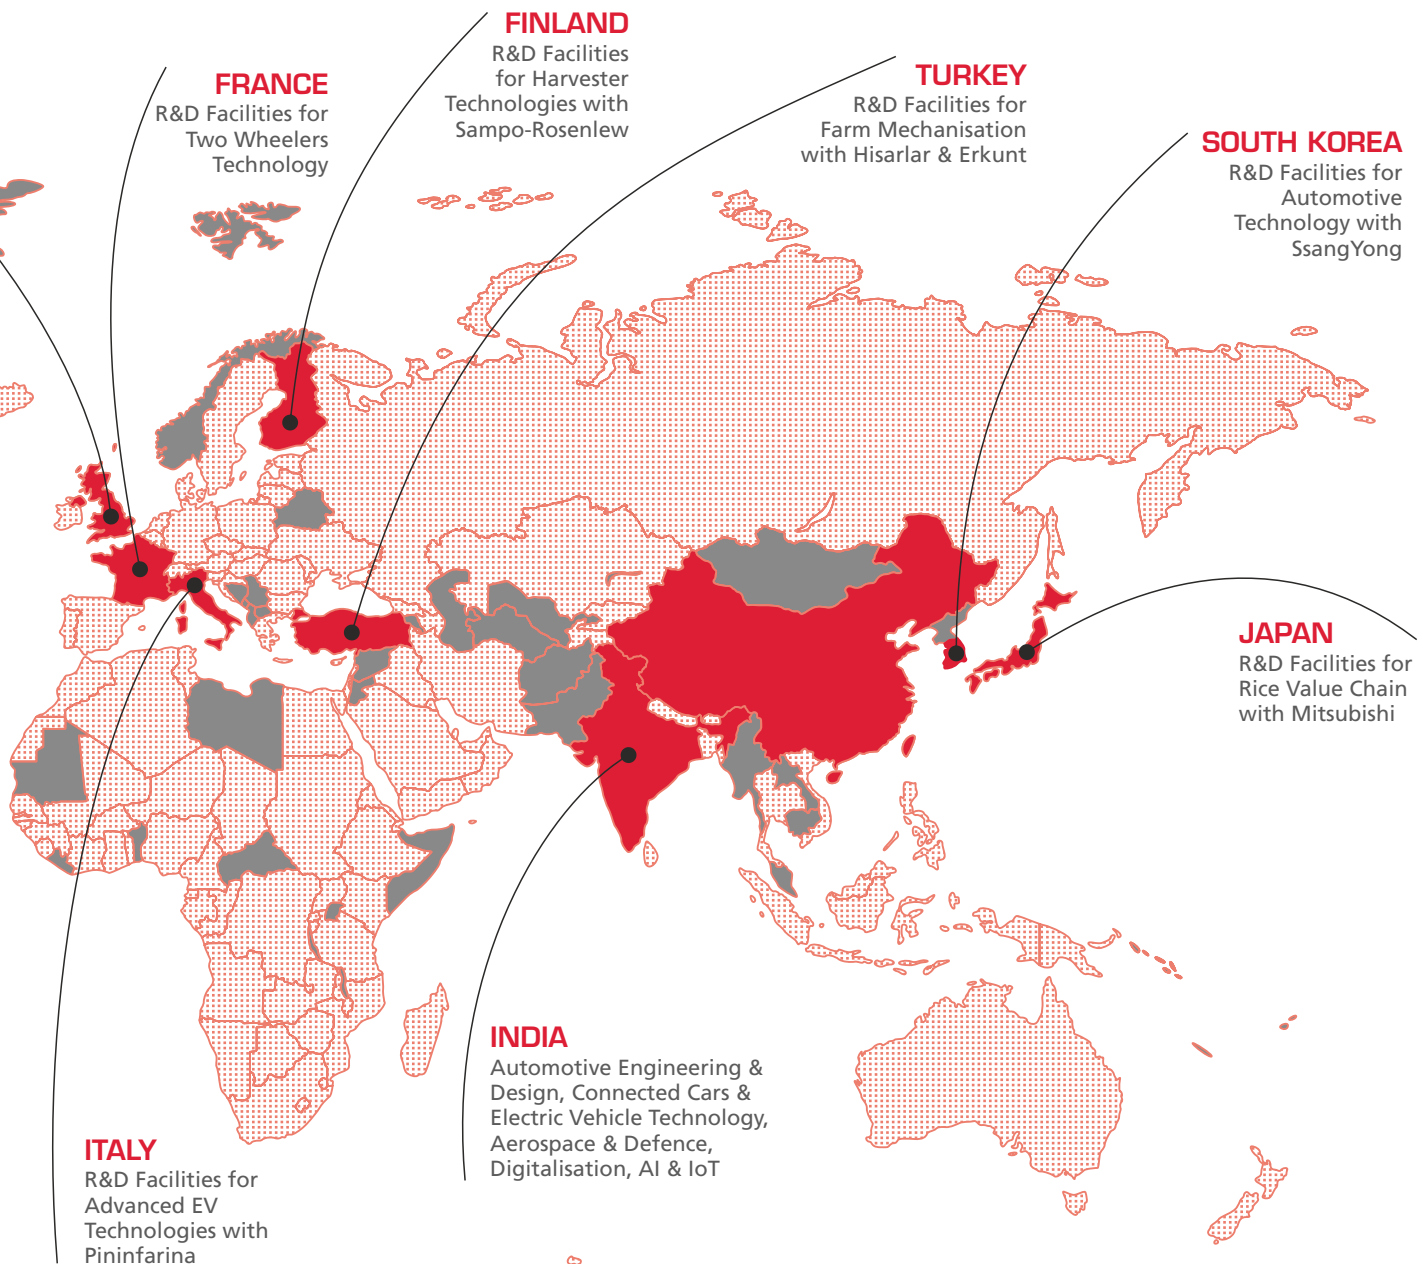 FINLAND
R&D Facilities
for Harvester
Technologies with
Sampo-Rosenlew
FRANCE
R&D Facilities for
Two Wheelers
Technology
TURKEY
R&D Facilities for
Farm Mechanisation
with Hisarlar & Erkunt
SOUTH KOREA
R&D Facilities for
Automotive
Technology with
SsangYong
JAPAN
R&D Facilities for
Rice Value Chain
with Mitsubishi
INDIA
Automotive Engineering &
Design, Connected Cars &
Electric Vehicle Technology,
Aerospace & Defence,
Digitalisation, AI & IoT
ITALY
R&D Facilities for
Advanced EV
Technologies with
Pininfarina